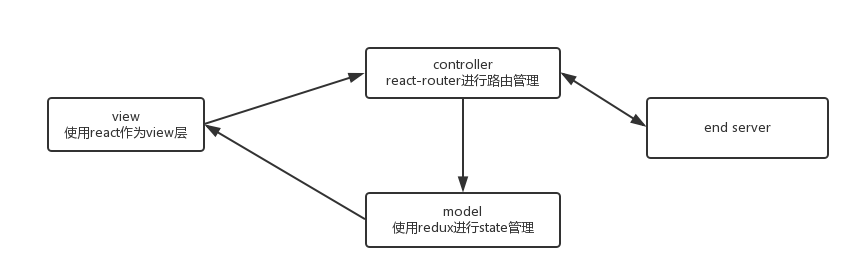 controller
react-router进行路由管理
view
使用react作为view层
end server
model
使用redux进行state管理